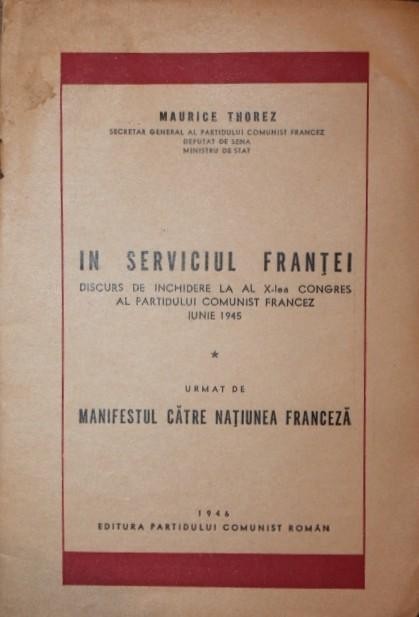 MAURICE THOREZ
SECRETAR GENERAL AL PARTIDULUI COMUNIST FRANCEZ
DEPUTAT DE SENA
MINISTRU DE STAT
IN SERVICIUL FRANȚEI
DISCURS DE INCHIDERE LA AL X-lea CONGRES
AL PARTIDULUI COMUNIST FRANCEZ
IUNIE 1945
*
URMAT DE
MANIFESTUL CĂTRE NAȚIUNEA FRANCEZĂ
1946
EDITURA PARTIDULUI COMUNIST ROMÂN